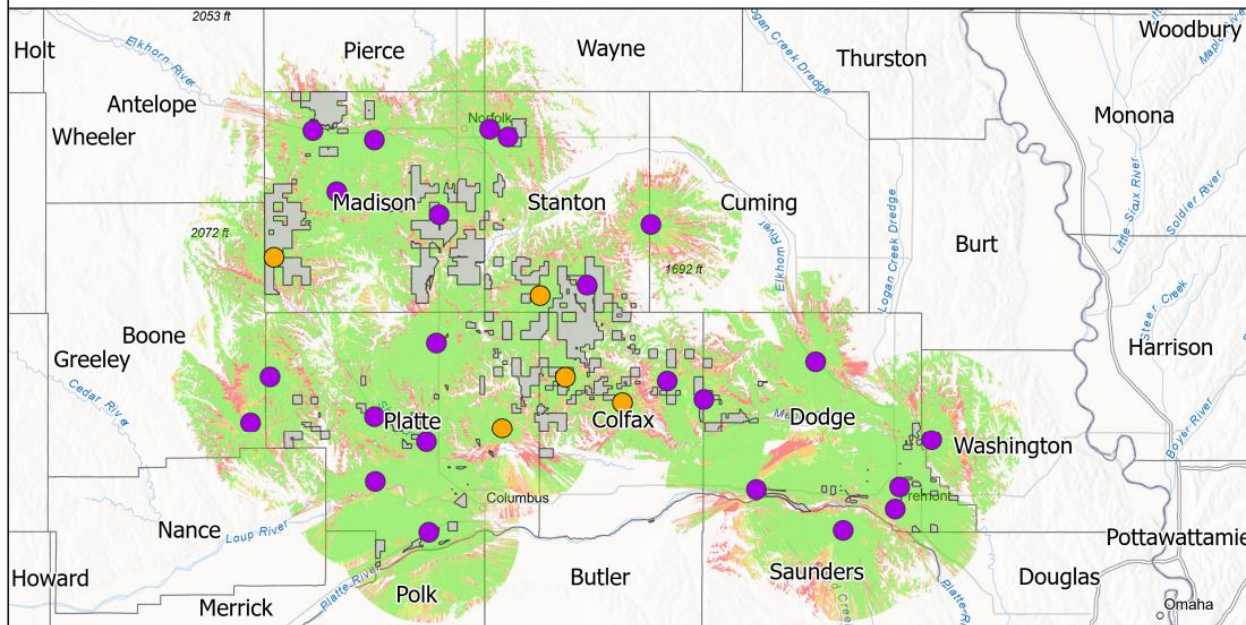 2053 ft
Woodbury
Holt
Pierce
Wayne
Thurston
Elkhorn River
Logan Creek Dredge
Antelope
Wheeler
Norfolk
Monona
Madison
Stanton
Cuming
Little Sioux River
Soldier River
2072 ft
1692 ft
Elkhorn River
Logan Creek Dredge
Burt
Boone
Greeley
Steer Creek
Harrison
Cedar River
Platte
Colfax
Dodge
Washington
Boyer River
Columbus
Nance
Loup River
Pottawattamie
Howard
Merrick
Platte River
Polk
Butler
Saunders
Douglas
Omaha